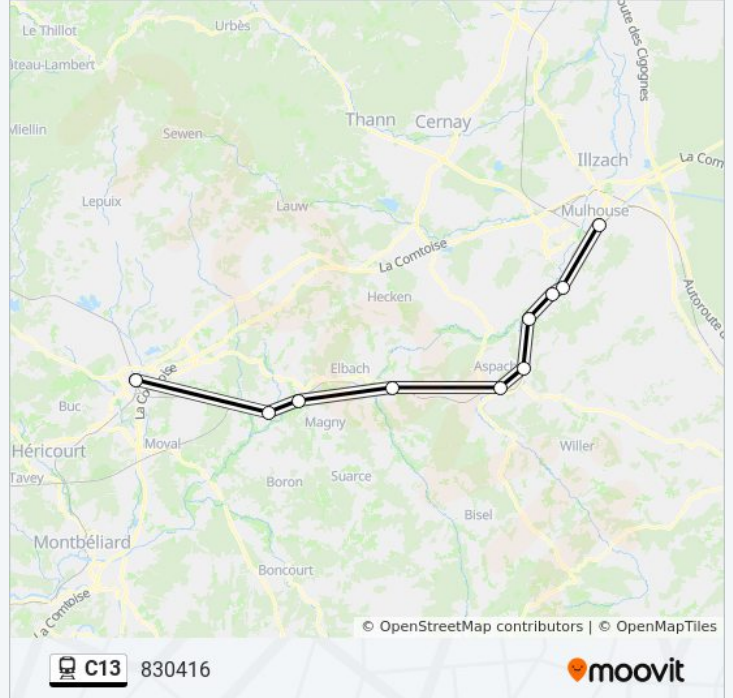 Le Thillot
Urbès
oute des Cigognes
âteau-Lambert
Thann
Cernay
Miellin
Sewen
Illzach
La Com
Lepuix
Lauw
Mulhouse
La Comtoise
Hecken
Autoroute d
Elbach
Aspach
La Comtoise
Buc
Magny
Moval
Héricourt
Willer
Tavey
Boron
Suarce
Bisel
Montbéliard
Boncourt
La Comtoise
© OpenStreetMap contributors | © OpenMapTiles
C13 830416 moovit